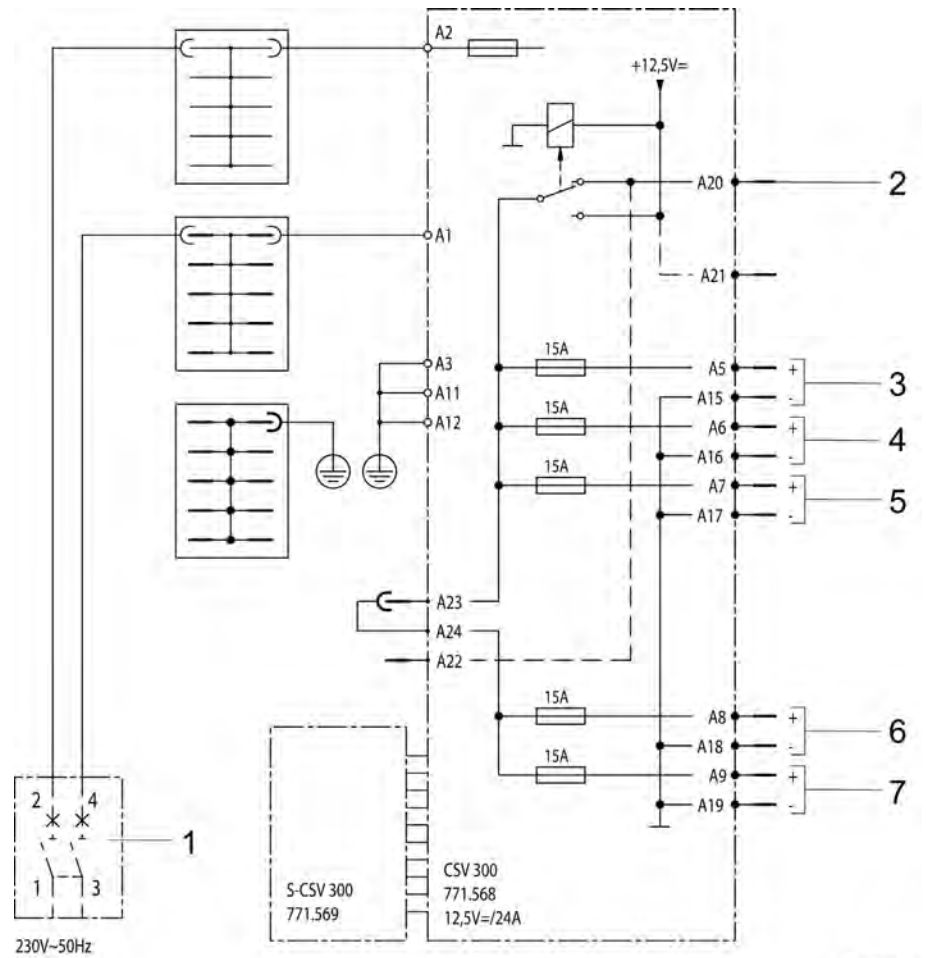 A2
+12,5V=
A20
2
A1
A21
15A
A3
A5
+
3
A11
A15
-
A12
15A
A6
+
4
A16
-
15A
A7
+
5
A17
-
A23
A24
A22
15A
A8
+
6
A18
-
15A
A9
+
7
2
4
A19
-
1
1
3
S-CSV 300
771.569
CSV 300
771.568
12,5V=/24A
230V~50Hz